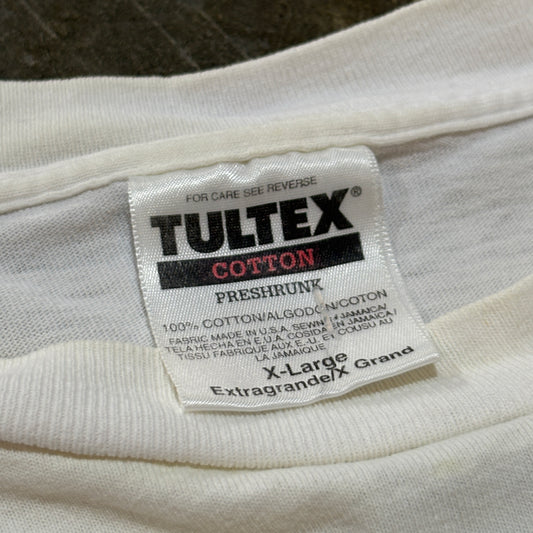 FOR CARE SEE REVERSE
TULTEX®
COTTON
PRESHRUNK
100% COTTON/ALGODON/COTON
FABRIC MADE IN U.S.A. SEWN IN JAMAICA/
TELA HECHA EN E.U.A. COSIDA EN JAMAICA/
TISSU FABRIQUE AUX E.-U. ET COUSU AU
LA JAMAIQUE
X-Large
Extragrande/X Grand